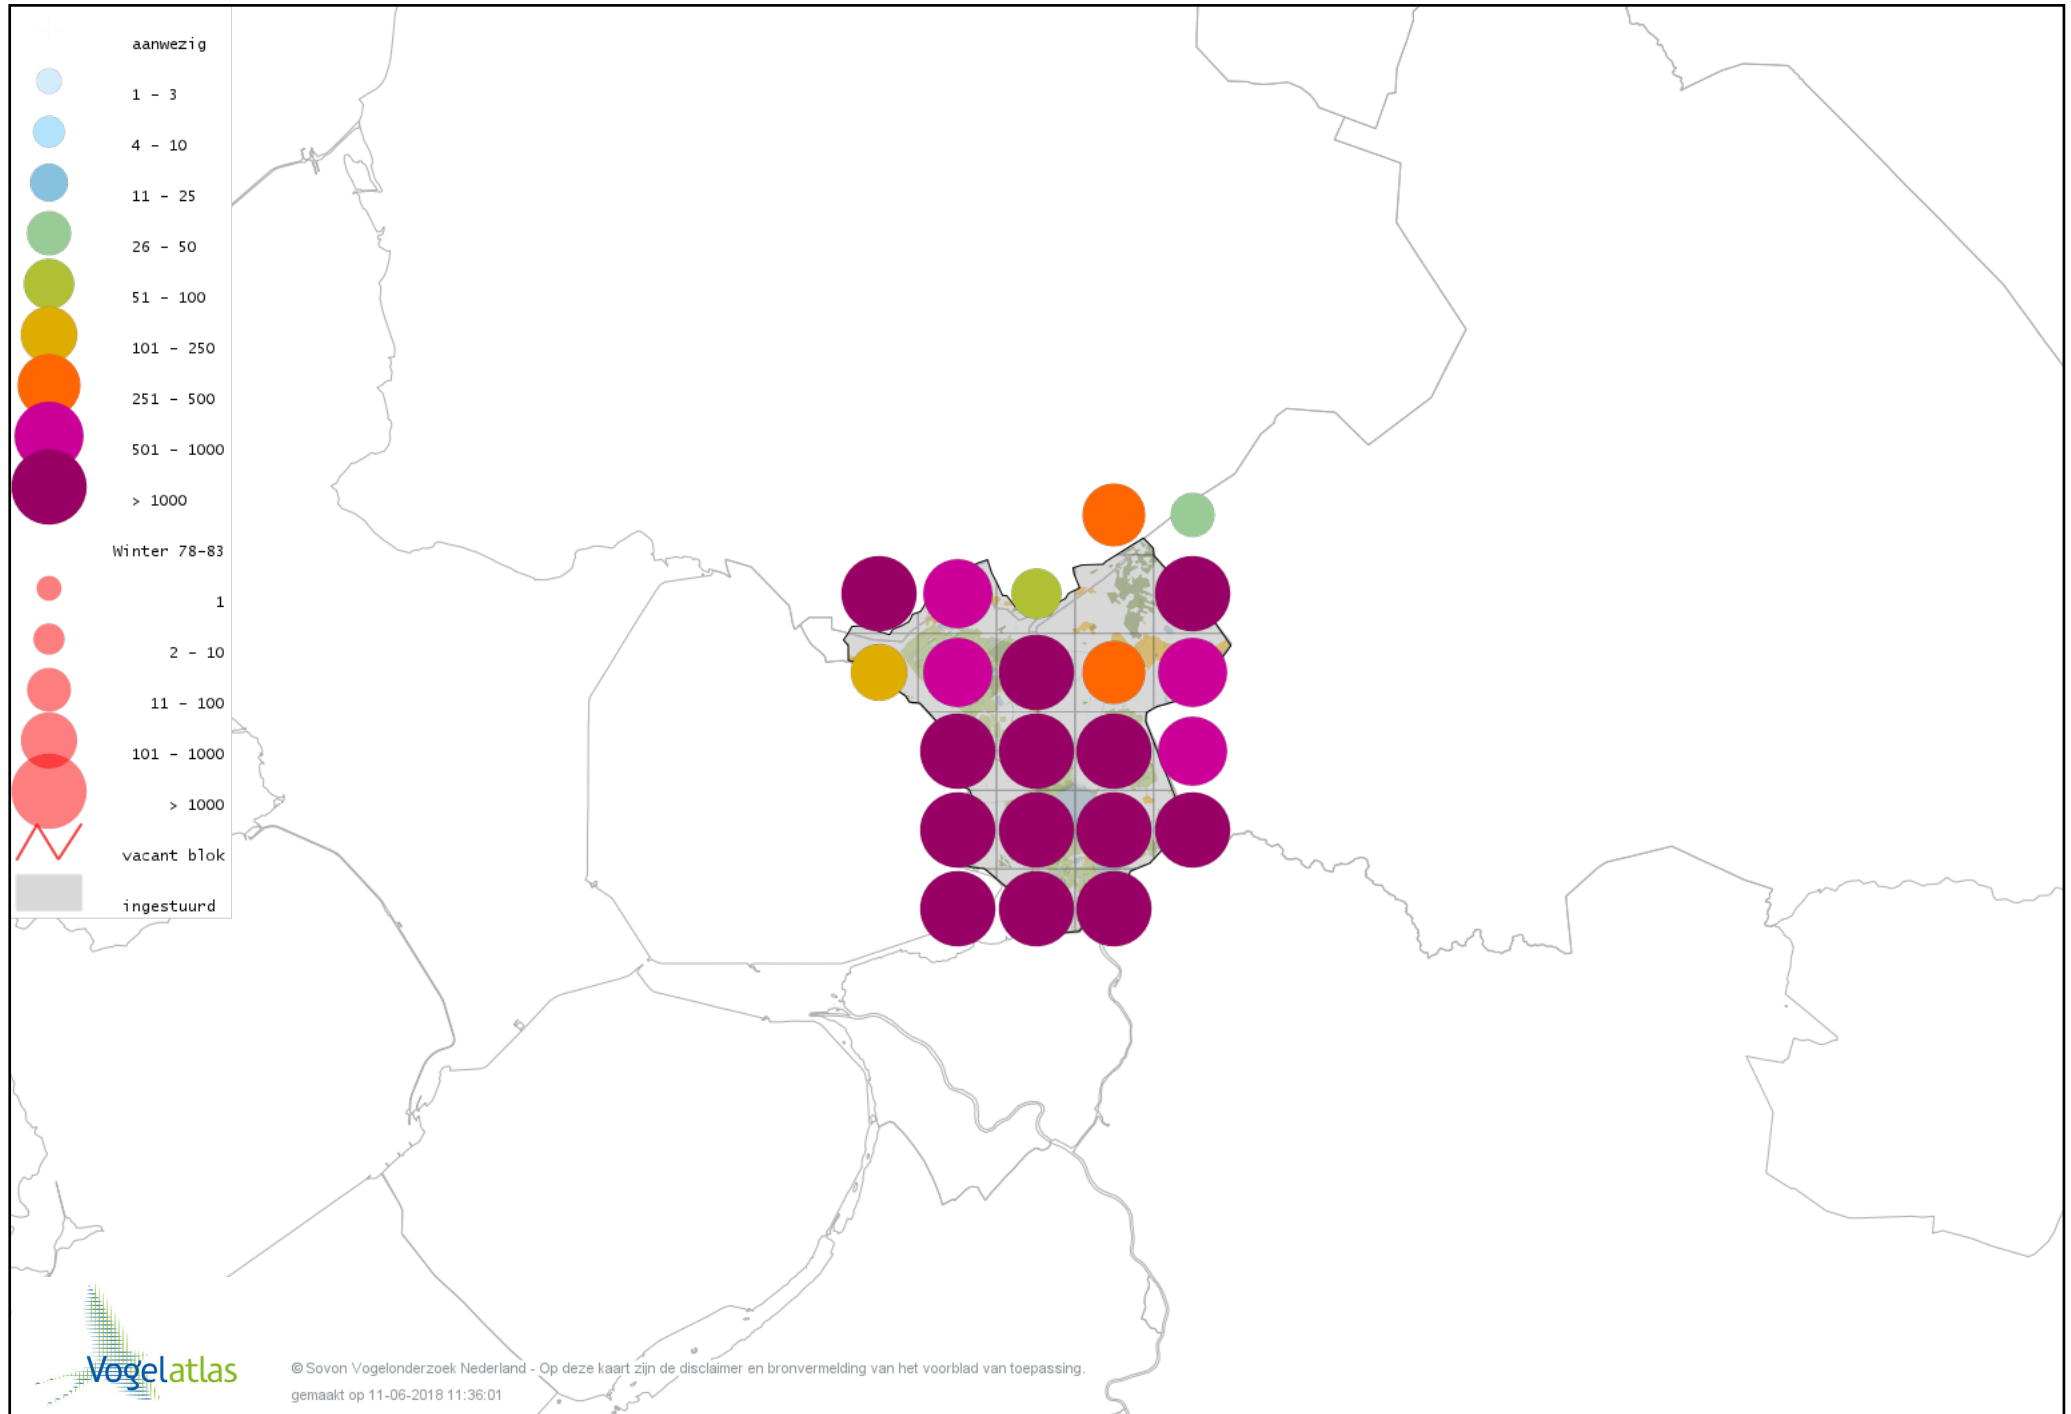 aanwezig
1 - 3
4 - 10
11 - 25
26 - 50
51 - 100
101 - 250
251 - 500
501 - 1000
> 1000
Winter 78-83
1
2 - 10
11 - 100
101 - 1000
> 1000
vacant blok
ingestuurd
Vogelatlas
© Sovon Vogelonderzoek Nederland - Op deze kaart zijn de disclaimer en bronvermelding van het voorblad van toepassing.
gemaakt op 11-06-2018 11:36:01